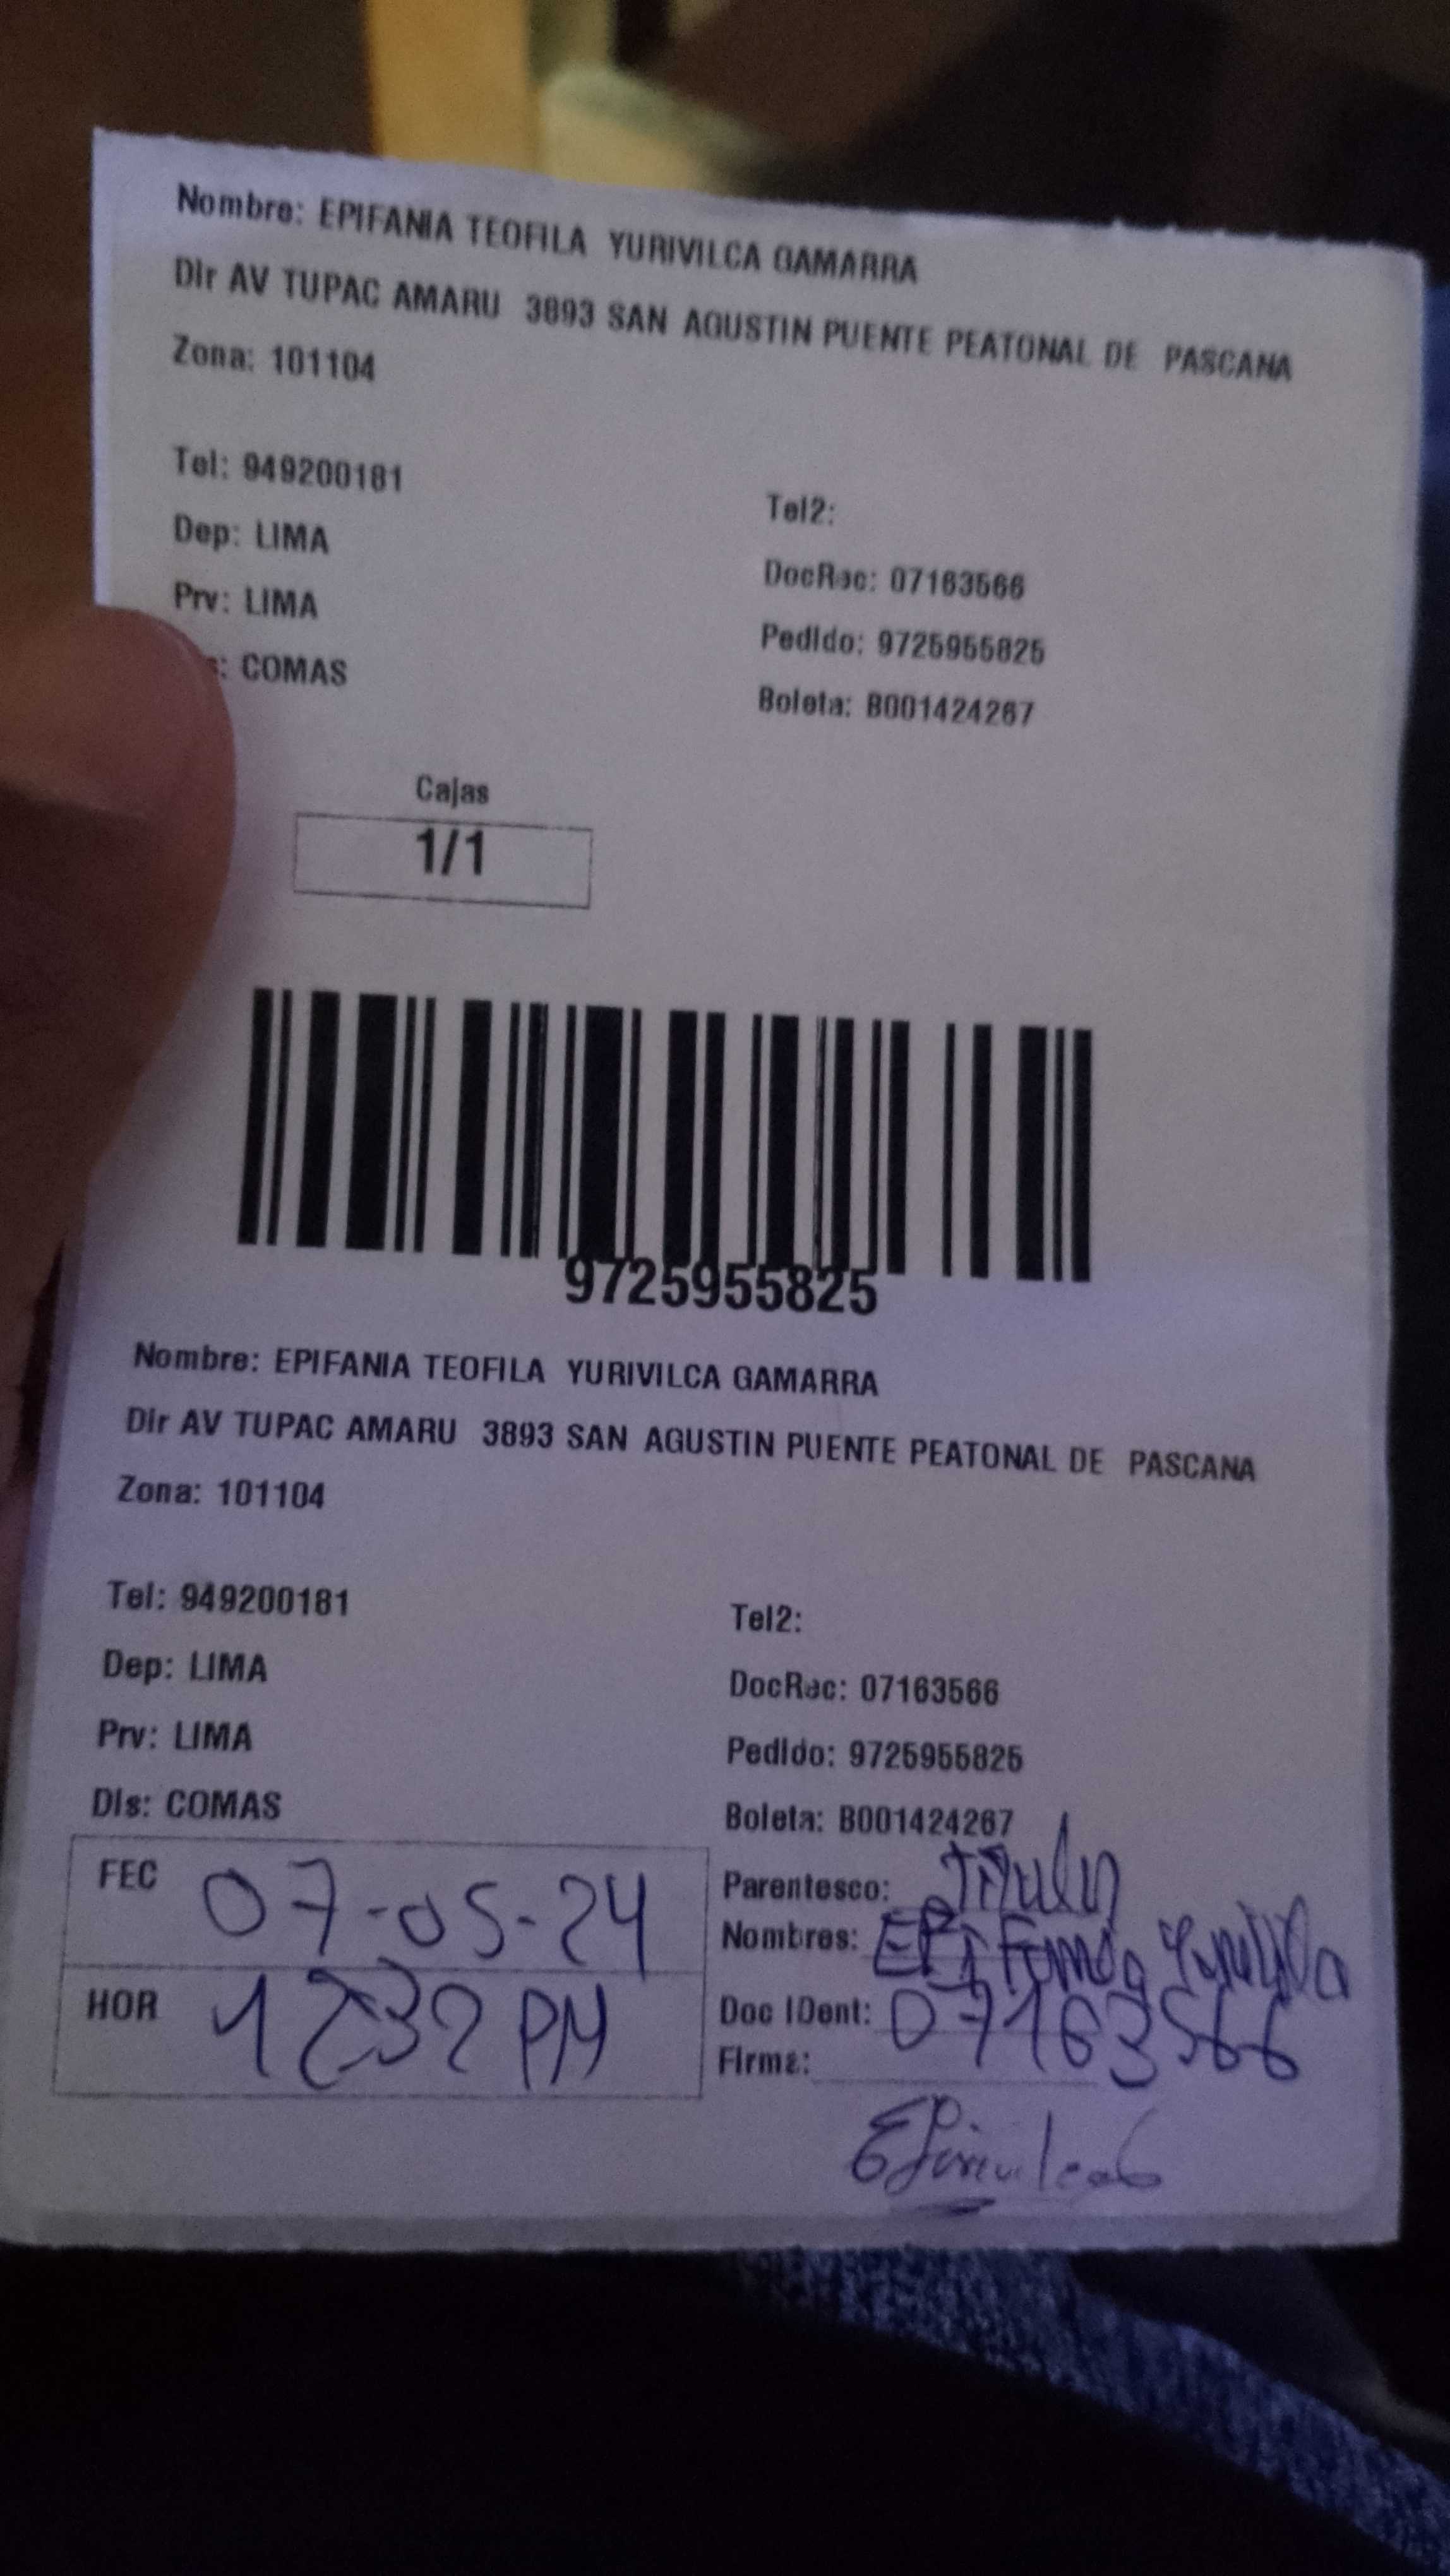 Nombre: EPIFANIA TEOFILA YURIVILCA GAMARRA
Dir AV TUPAC AMARU 3893 SAN AGUSTIN PUENTE PEATONAL DE PASCANA
Zona: 101104
Tel: 949200181
Tel2:
Dep: LIMA
DocRec: 07163566
Prv: LIMA
Pedido: 9725955825
: COMAS
Boleta: B001424267
Cajas
1/1
9725955825
Nombre: EPIFANIA TEOFILA YURIVILCA GAMARRA
Dir AV TUPAC AMARU 3893 SAN AGUSTIN PUENTE PEATONAL DE PASCANA
Zona: 101104
Tel: 949200181
Tel2:
Dep: LIMA
DocRec: 07163566
Prv: LIMA
Pedido: 9725955825
Dis: COMAS
Boleta: B001424267
FEC 07-05-24
Parentesco:
Nombres:
HOR 12:32 PM
Doc IDent: 07163566
Firma: